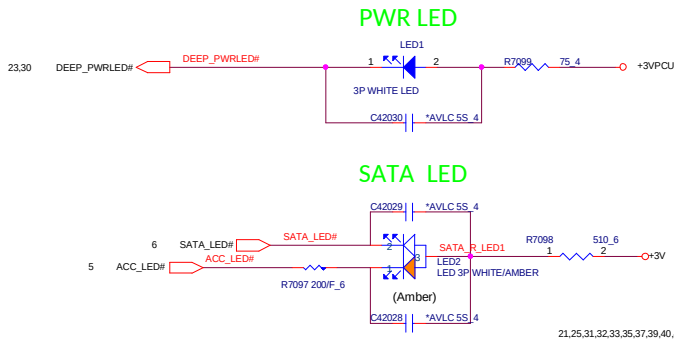 PWR LED
LED1
23,30 DEEP_PWRLED# DEEP_PWRLED# 1 2 R7099 75_4 +3VPCU
3P WHITE LED
C42030 *AVLC 5S_4
SATA LED
C42029 *AVLC 5S_4
6 SATA_LED# SATA_LED# 2 SATA_R_LED1 R7098 510_6
3 1 2 +3V
5 ACC_LED# ACC_LED# 1 LED2
LED 3P WHITE/AMBER
R7097 200/F_6
(Amber)
C42028 *AVLC 5S_4
21,25,31,32,33,35,37,39,40,